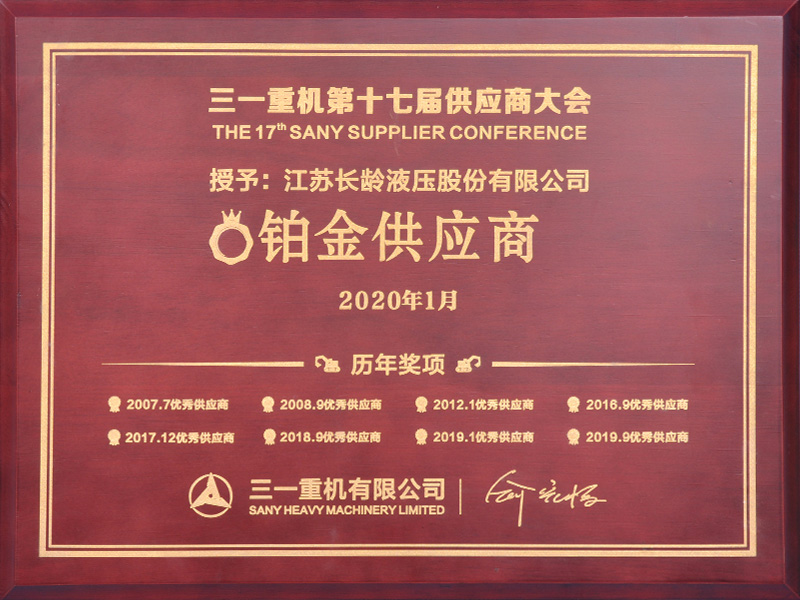 三一重机第十七届供应商大会
THE 17th SANY SUPPLIER CONFERENCE
授予：江苏长龄液压股份有限公司
铂金供应商
2020年1月
历年奖项
2007.7优秀供应商 2008.9优秀供应商 2012.1优秀供应商 2016.9优秀供应商
2017.12优秀供应商 2018.9优秀供应商 2019.1优秀供应商 2019.9优秀供应商
三一重机有限公司
SANY HEAVY MACHINERY LIMITED